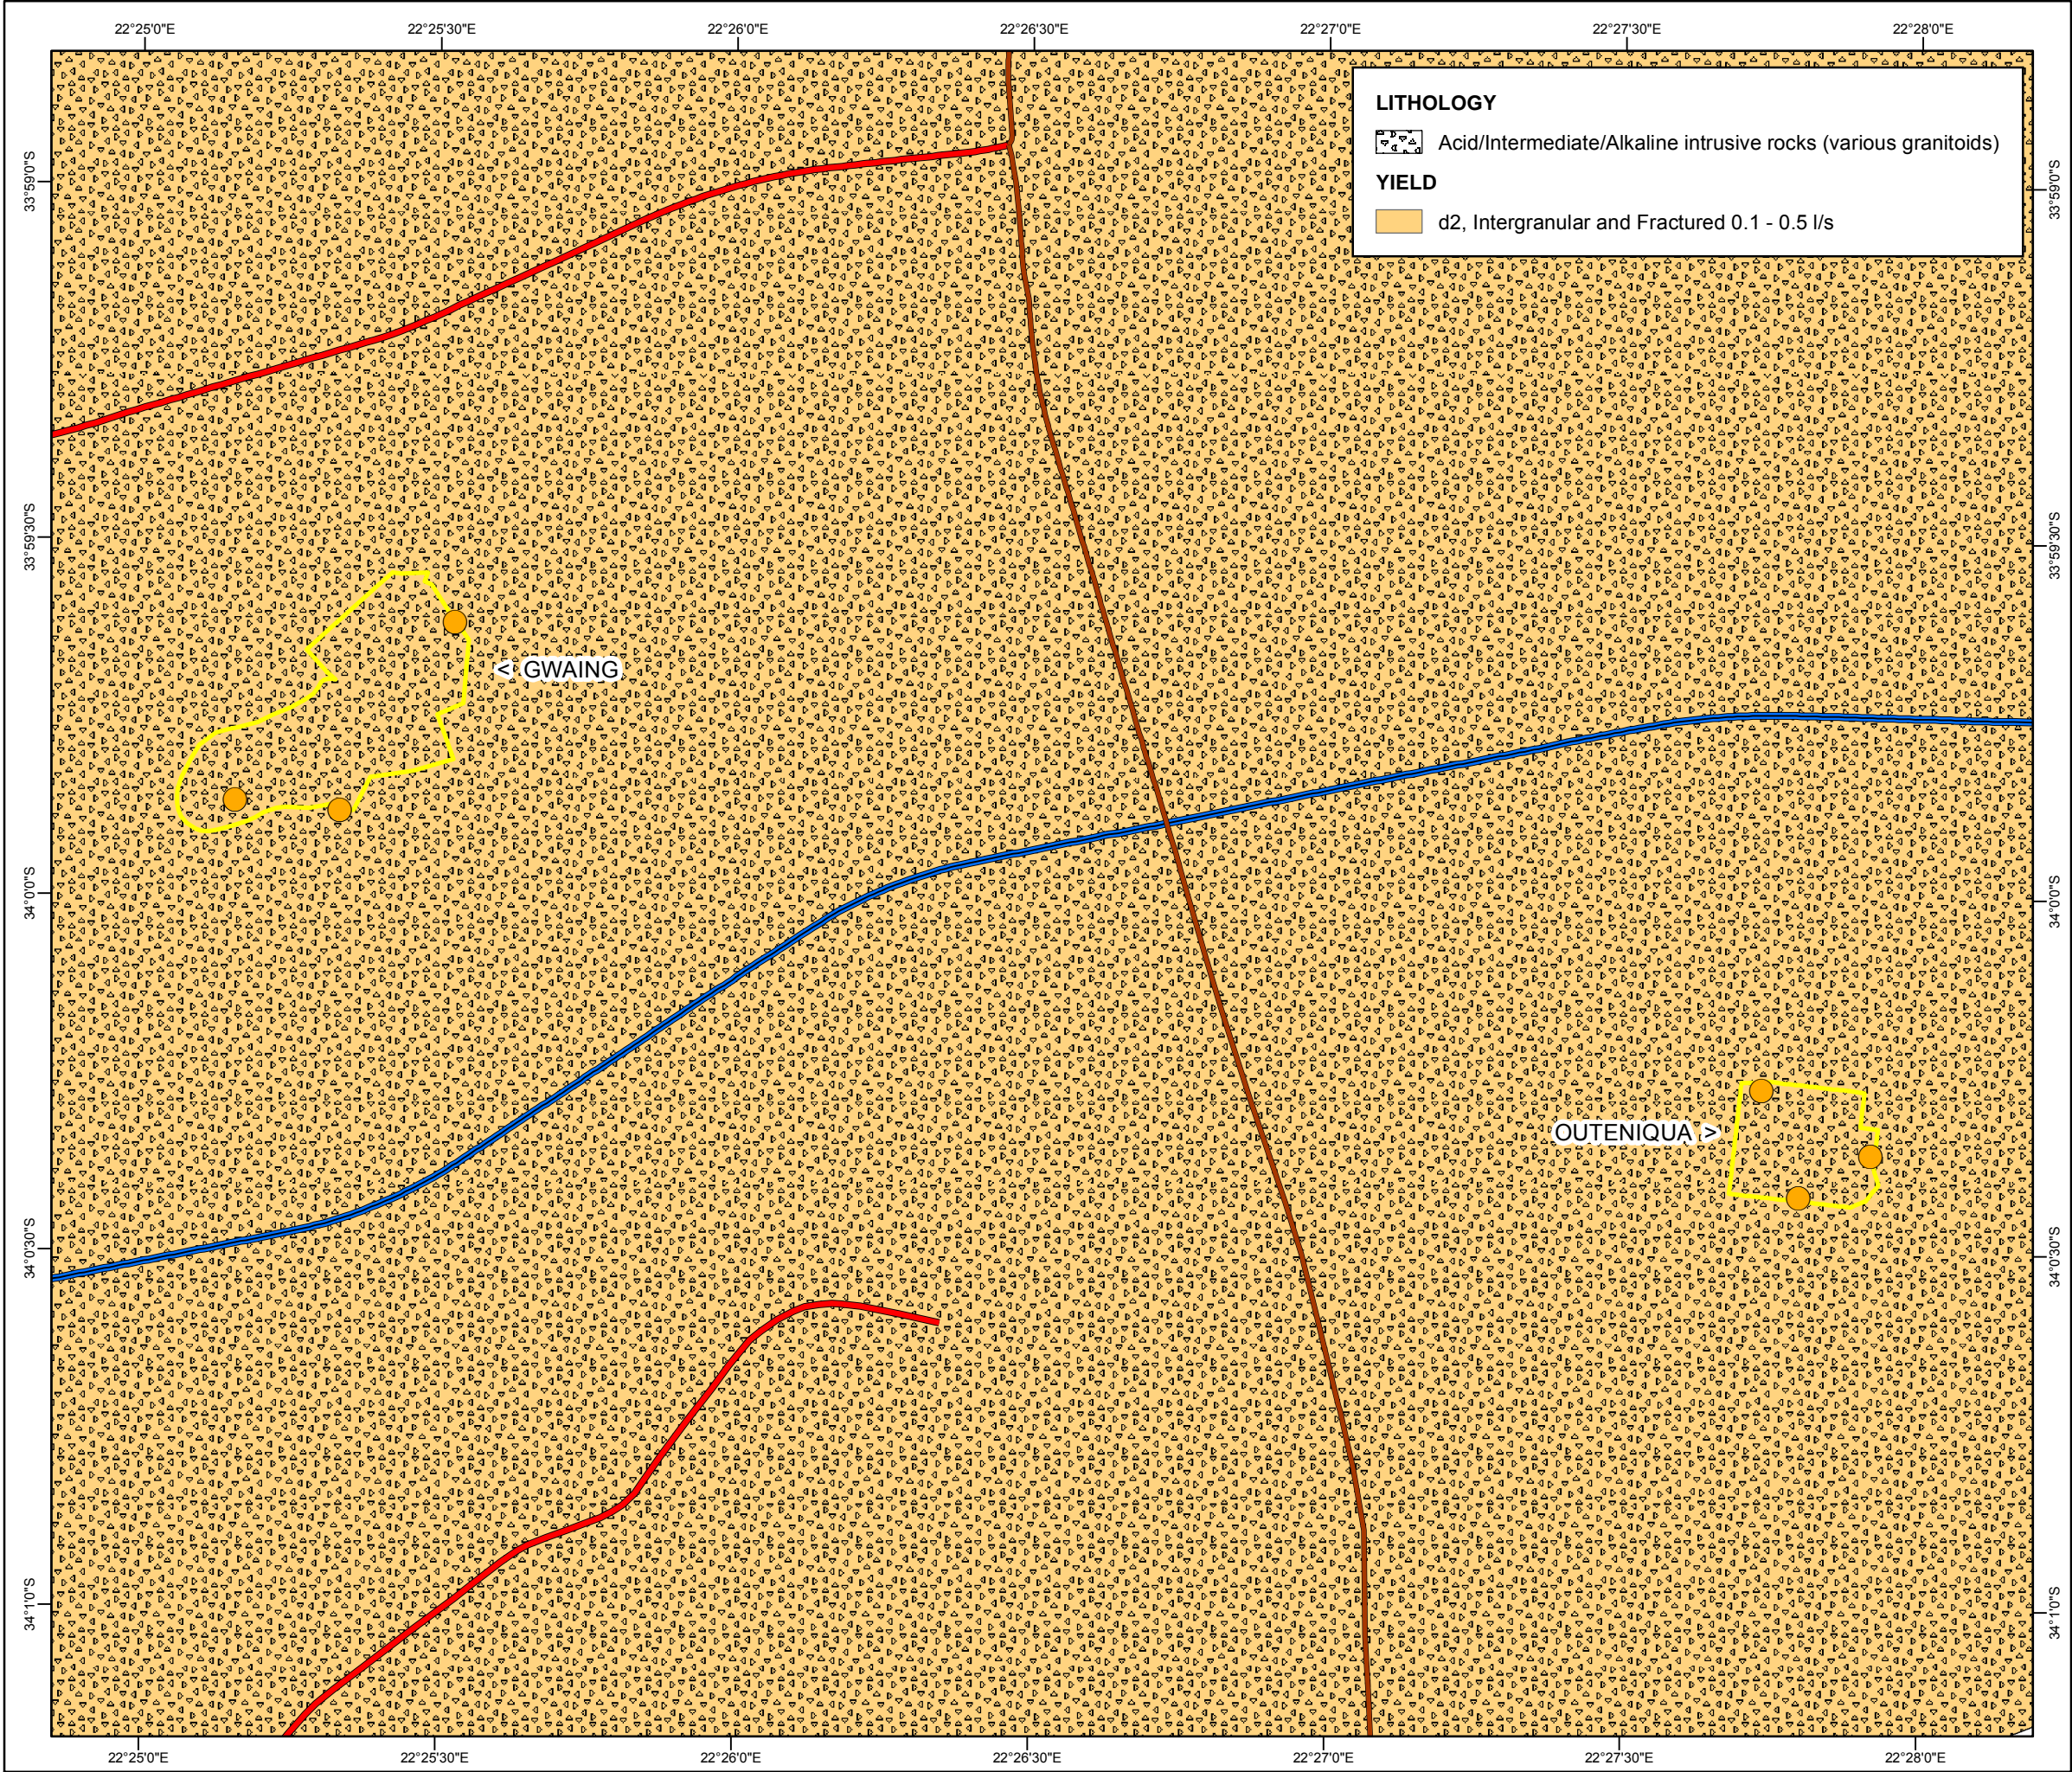 22°25'0"E 22°25'30"E 22°26'0"E 22°26'30"E 22°27'0"E 22°27'30"E 22°28'0"E
LITHOLOGY
Acid/Intermediate/Alkaline intrusive rocks (various granitoids)
YIELD
d2, Intergranular and Fractured 0.1 - 0.5 l/s
33°59'0"S
33°59'0"S
33°59'30"S
33°59'30"S
< GWAING
34°0'0"S
34°0'0"S
OUTENIQUA >
34°0'30"S
34°0'30"S
34°1'0"S
34°1'0"S
22°25'0"E 22°25'30"E 22°26'0"E 22°26'30"E 22°27'0"E 22°27'30"E 22°28'0"E